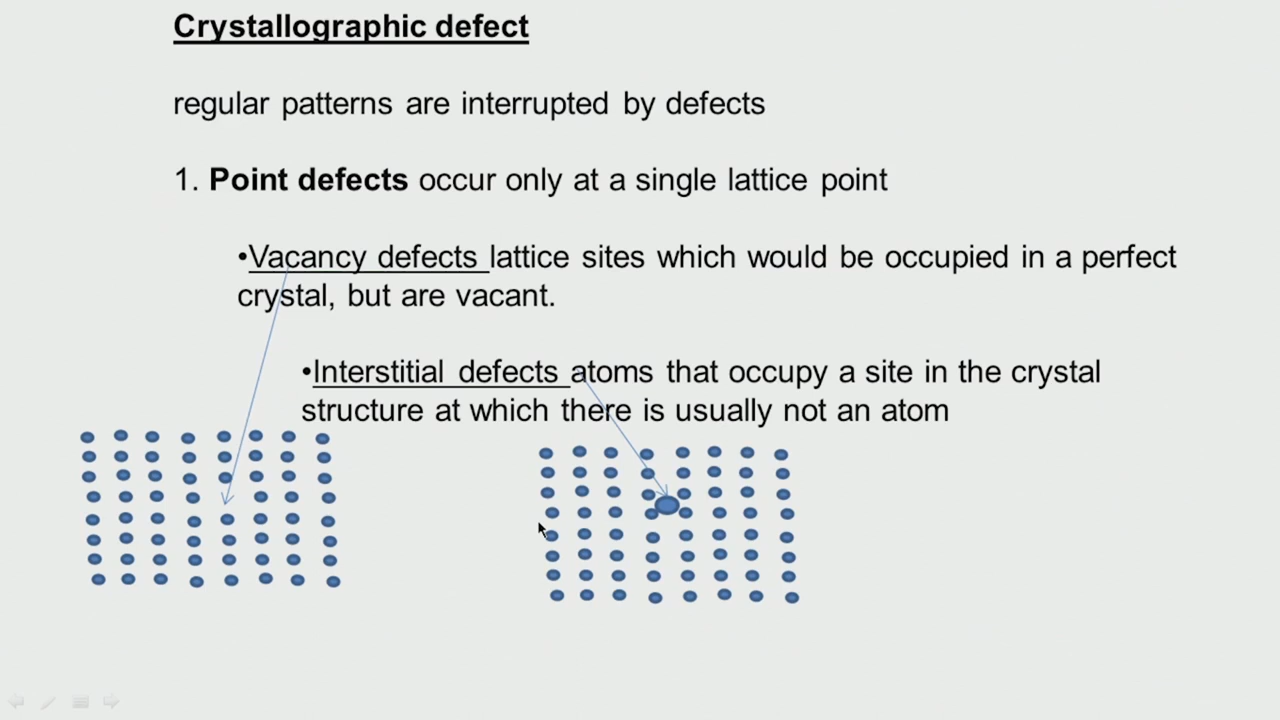 Crystallographic defect
regular patterns are interrupted by defects
1. Point defects occur only at a single lattice point
•Vacancy defects lattice sites which would be occupied in a perfect
crystal, but are vacant.
•Interstitial defects atoms that occupy a site in the crystal
structure at which there is usually not an atom